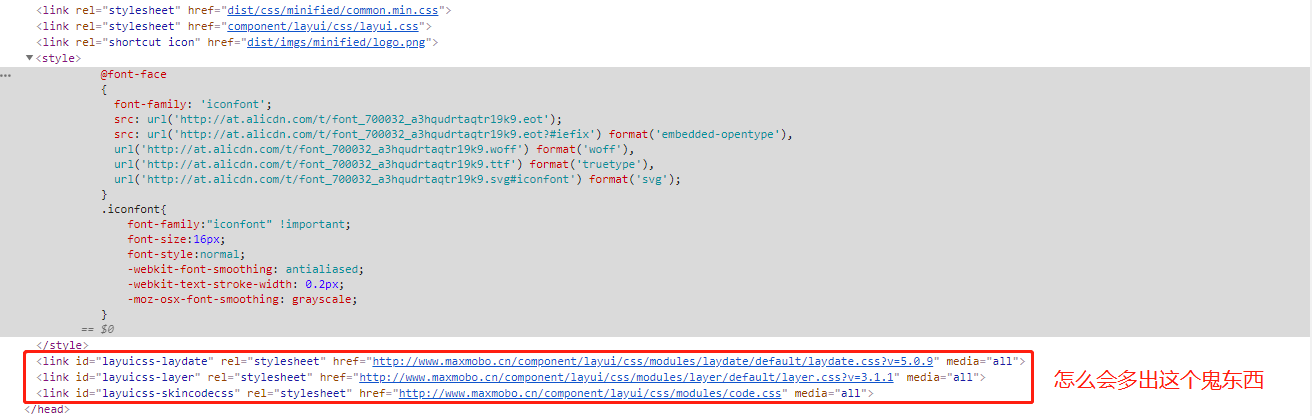 <link rel="stylesheet" href="dist/css/minified/common.min.css">
<link rel="stylesheet" href="component/layui/css/layui.css">
<link rel="shortcut icon" href="dist/imgs/minified/logo.png">
▼<style>
@font-face
{
font-family: 'iconfont';
src: url('http://at.alicdn.com/t/font_700032_a3hqudrtaqtr19k9.eot');
src: url('http://at.alicdn.com/t/font_700032_a3hqudrtaqtr19k9.eot?#iefix') format('embedded-opentype'),
url('http://at.alicdn.com/t/font_700032_a3hqudrtaqtr19k9.woff') format('woff'),
url('http://at.alicdn.com/t/font_700032_a3hqudrtaqtr19k9.ttf') format('truetype'),
url('http://at.alicdn.com/t/font_700032_a3hqudrtaqtr19k9.svg#iconfont') format('svg');
}
.iconfont{
font-family:"iconfont" !important;
font-size:16px;
font-style:normal;
-webkit-font-smoothing: antialiased;
-webkit-text-stroke-width: 0.2px;
-moz-osx-font-smoothing: grayscale;
}
== $0
</style>
<link id="layuicss-laydate" rel="stylesheet" href="http://www.maxmobo.cn/component/layui/css/modules/laydate/default/laydate.css?v=5.0.9" media="all">
<link id="layuicss-layer" rel="stylesheet" href="http://www.maxmobo.cn/component/layui/css/modules/layer/default/layer.css?v=3.1.1" media="all">
<link id="layuicss-skincodecss" rel="stylesheet" href="http://www.maxmobo.cn/component/layui/css/modules/code.css" media="all">
怎么会多出这个鬼东西
</head>